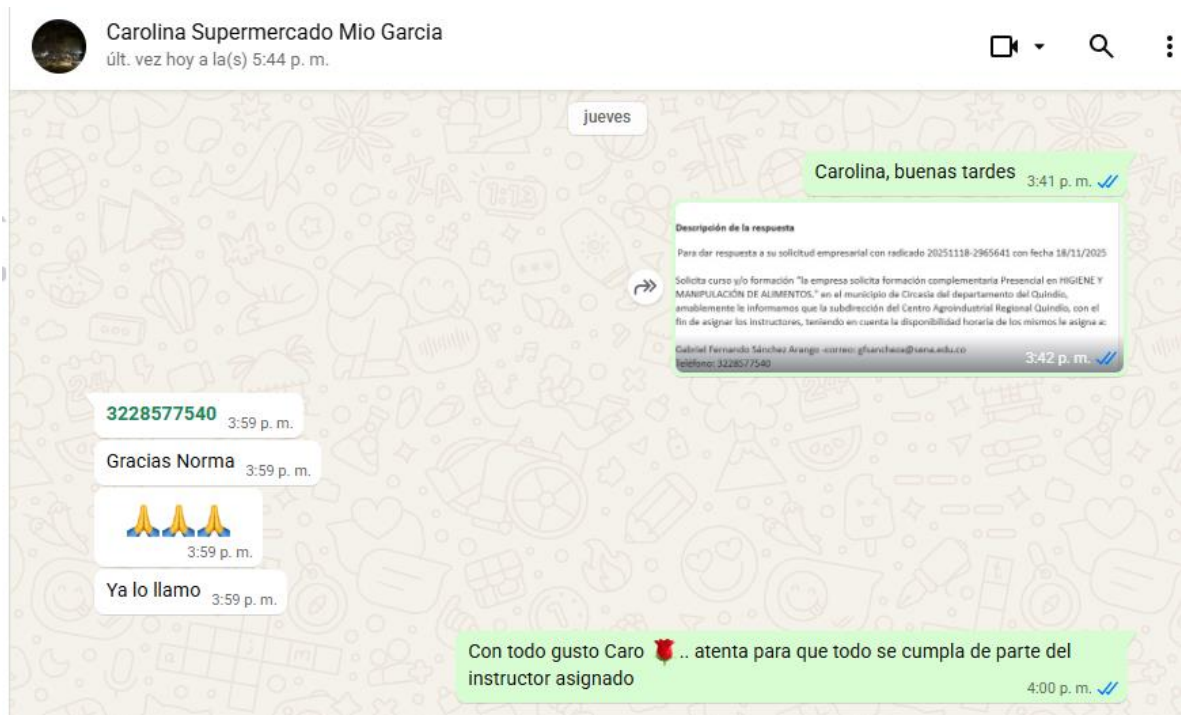 Carolina Supermercado Mio Garcia
últ. vez hoy a la(s) 5:44 p. m.
jueves
Carolina, buenas tardes 3:41 p. m.
Descripción de la respuesta
Para dar respuesta a su solicitud empresarial con radicado 20251118-2965641 con fecha 18/11/2025
Solicita curso y/o formación "la empresa solicita formación complementaria Presencial en HIGIENE Y
MANIPULACIÓN DE ALIMENTOS." en el municipio de Circasia del departamento del Quindío,
amablemente le informamos que la subdirección del Centro Agroindustrial Regional Quindío, con el
fin de asignar los instructores, teniendo en cuenta la disponibilidad horaria de los mismos le asigna a:
Gabriel Fernando Sánchez Arango -correo: gfsancheza@sena.edu.co
Teléfono: 3228577540
3:42 p. m.
3228577540 3:59 p. m.
Gracias Norma 3:59 p. m.
🙏🙏🙏
3:59 p. m.
Ya lo llamo 3:59 p. m.
Con todo gusto Caro 🌹 .. atenta para que todo se cumpla de parte del
instructor asignado
4:00 p. m.